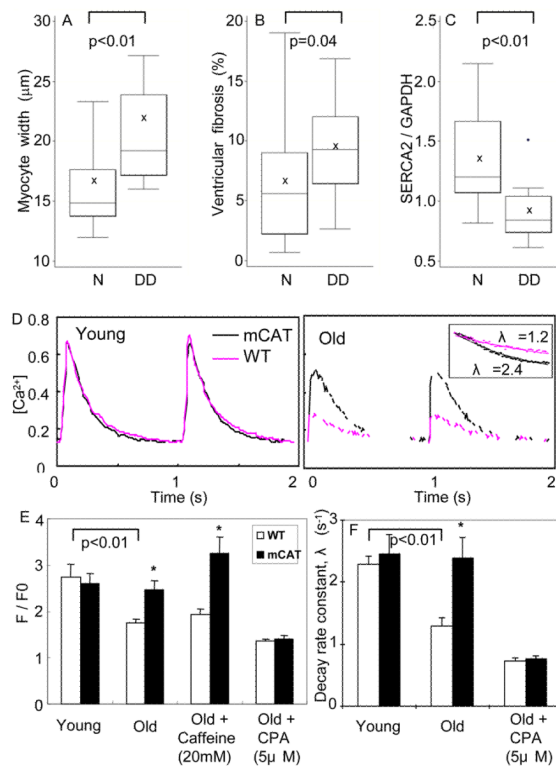 A
p<0.01
Myocyte width (μm)
30
25
20
15
10
x
x
N
DD
B
p=0.04
Ventricular fibrosis (%)
20
15
10
5
0
x
x
N
DD
C
p<0.01
SERCA2 / GAPDH
2.5
2.0
1.5
1.0
0.5
x
x
N
DD
D
Young
mCAT
WT
[Ca²⁺]
0.8
0.6
0.4
0.2
0
0
1
2
Time (s)
Old
λ =1.2
λ =2.4
1
2
Time (s)
E
p<0.01
*
*
WT
mCAT
F / F0
4
3
2
1
0
Young
Old
Old +
Caffeine
(20mM)
Old +
CPA
(5μ M)
F
p<0.01
*
Decay rate constant, λ (s⁻¹)
3
2
1
0
Young
Old
Old +
CPA
(5μ M)